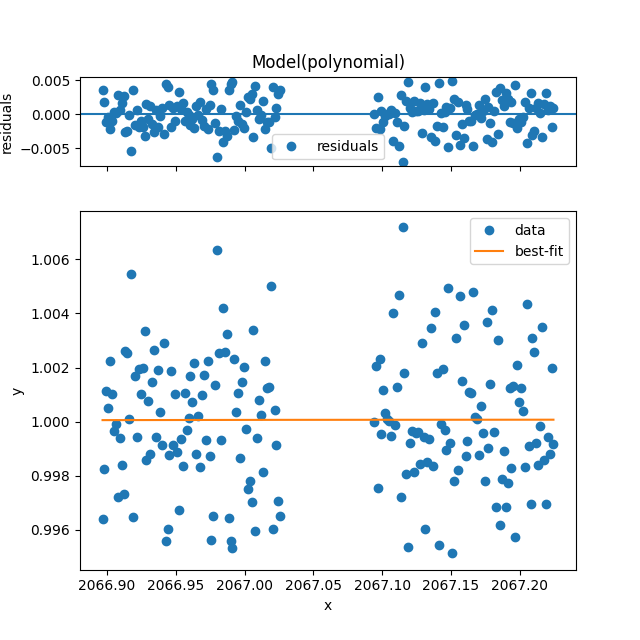 Model(polynomial)
residuals
0.005
0.000
−0.005
residuals
y
1.006
1.004
1.002
1.000
0.998
0.996
data
best-fit
2066.90 2066.95 2067.00 2067.05 2067.10 2067.15 2067.20
x